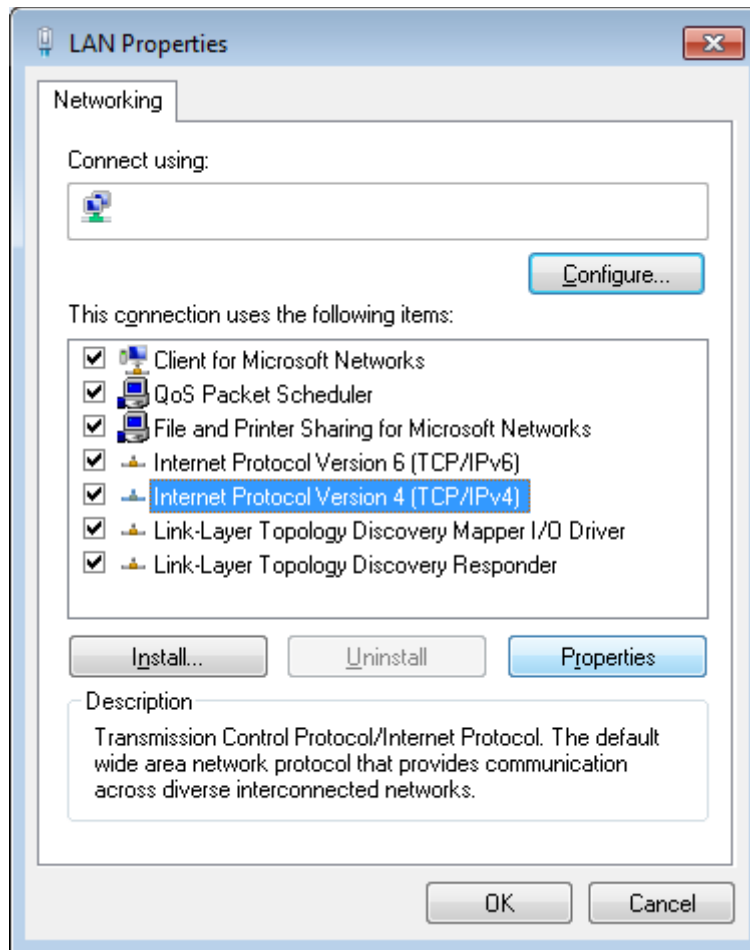 LAN Properties
Networking
Connect using:
Configure...
This connection uses the following items:
Client for Microsoft Networks
QoS Packet Scheduler
File and Printer Sharing for Microsoft Networks
Internet Protocol Version 6 (TCP/IPv6)
Internet Protocol Version 4 (TCP/IPv4)
Link-Layer Topology Discovery Mapper I/O Driver
Link-Layer Topology Discovery Responder
Install... Uninstall Properties
Description
Transmission Control Protocol/Internet Protocol. The default
wide area network protocol that provides communication
across diverse interconnected networks.
OK Cancel